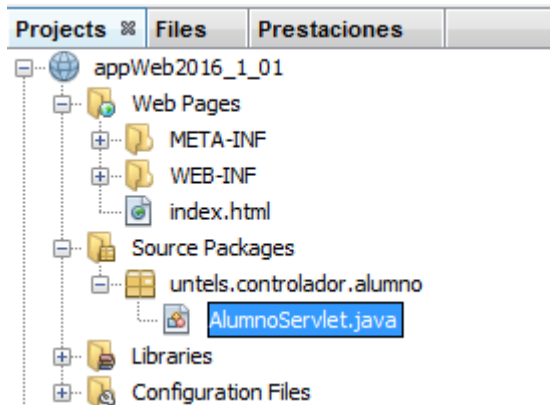 Projects Files Prestaciones
appWeb2016_1_01
Web Pages
META-INF
WEB-INF
index.html
Source Packages
untels.controlador.alumno
AlumnoServlet.java
Libraries
Configuration Files